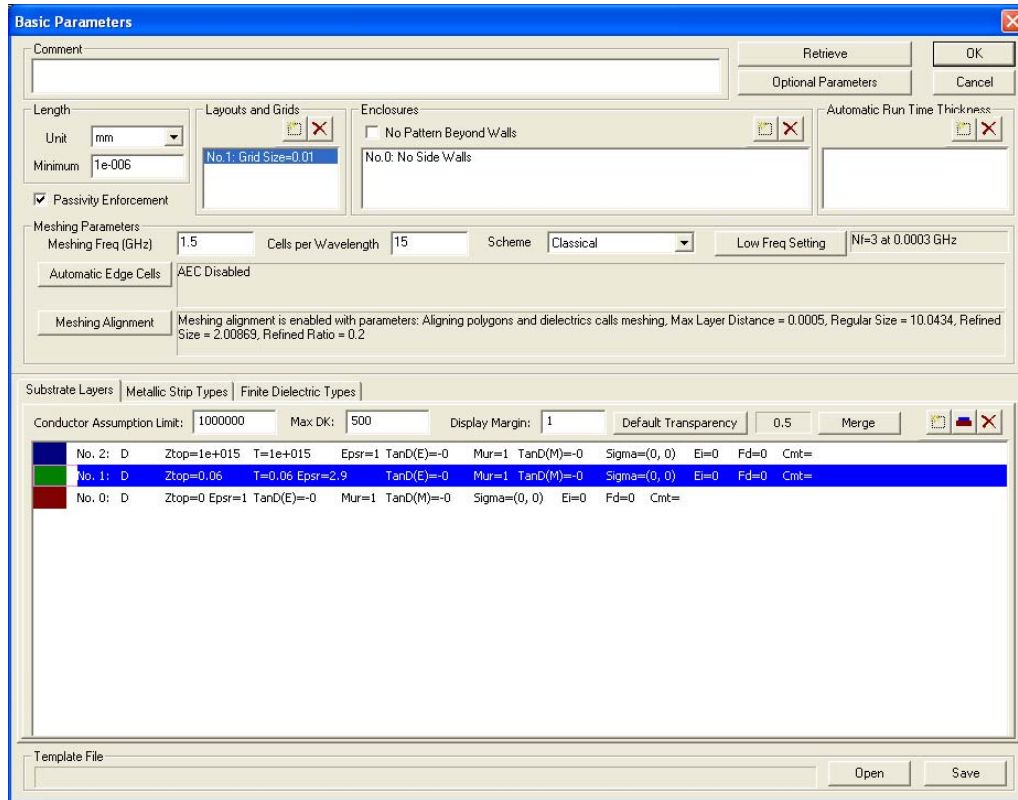 Basic Parameters
Comment
Retrieve OK
Optional Parameters Cancel
Length Layouts and Grids Enclosures Automatic Run Time Thickness
Unit mm No Pattern Beyond Walls
Minimum 1e-006 No.1: Grid Size=0.01 No.0: No Side Walls
Passivity Enforcement
Meshing Parameters
Meshing Freq (GHz) 1.5 Cells per Wavelength 15 Scheme Classical Low Freq Setting Nf=3 at 0.0003 GHz
Automatic Edge Cells AEC Disabled
Meshing Alignment Meshing alignment is enabled with parameters: Aligning polygons and dielectrics calls meshing, Max Layer Distance = 0.0005, Regular Size = 10.0434, Refined
Size = 2.00869, Refined Ratio = 0.2
Substrate Layers Metallic Strip Types Finite Dielectric Types
Conductor Assumption Limit: 1000000 Max DK: 500 Display Margin: 1 Default Transparency 0.5 Merge
No. 2: D Ztop=1e+015 T=1e+015 Epsr=1 TanD(E)=-0 Mur=1 TanD(M)=-0 Sigma=(0, 0) Ei=0 Fd=0 Cmt=
No. 1: D Ztop=0.06 T=0.06 Epsr=2.9 TanD(E)=-0 Mur=1 TanD(M)=-0 Sigma=(0, 0) Ei=0 Fd=0 Cmt=
No. 0: D Ztop=0 Epsr=1 TanD(E)=-0 Mur=1 TanD(M)=-0 Sigma=(0, 0) Ei=0 Fd=0 Cmt=
Template File
Open Save